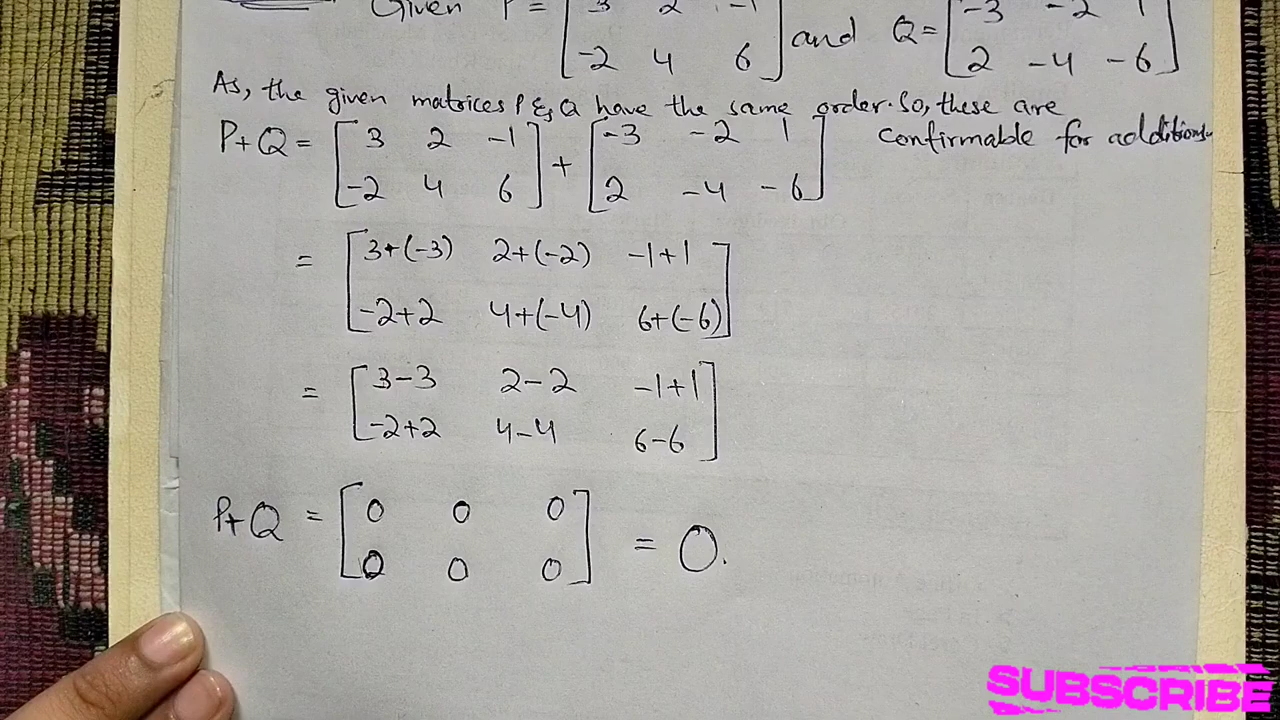 Given P = [ 3 2 -1 ] and Q = [ -3 -2 1 ]
[ -2 4 6 ] [ 2 -4 -6 ]
As, the given matrices P & Q have the same order. So, these are
confirmable for addition.
P+Q = [ 3 2 -1 ] + [ -3 -2 1 ]
[ -2 4 6 ] [ 2 -4 -6 ]
= [ 3+(-3) 2+(-2) -1+1 ]
[ -2+2 4+(-4) 6+(-6) ]
= [ 3-3 2-2 -1+1 ]
[ -2+2 4-4 6-6 ]
P+Q = [ 0 0 0 ] = O.
[ 0 0 0 ]
SUBSCRIBE